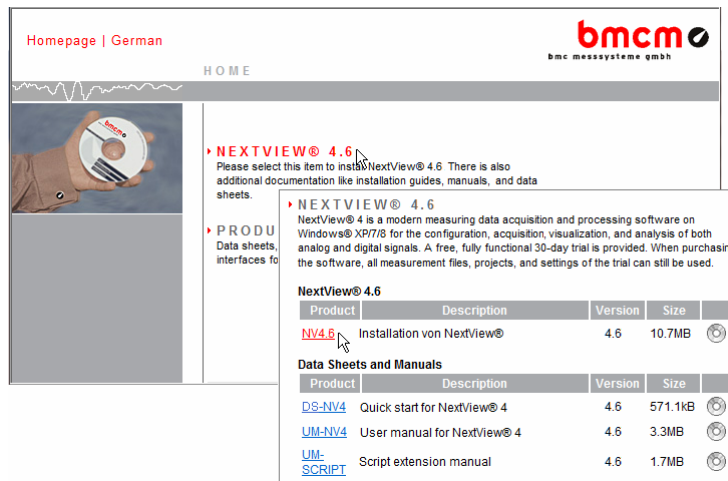 Homepage | German
bmcm
bmc messsysteme gmbh
HOME
bmcm
NEXTVIEW® 4.6
Please select this item to install NextView® 4.6 There is also
additional documentation like installation guides, manuals, and data
sheets.
PRODU
Data sheets,
interfaces fo
NEXTVIEW® 4.6
NextView® 4 is a modern measuring data acquisition and processing software on
Windows® XP/7/8 for the configuration, acquisition, visualization, and analysis of both
analog and digital signals. A free, fully functional 30-day trial is provided. When purchasin
the software, all measurement files, projects, and settings of the trial can still be used.
NextView® 4.6
Product Description Version Size
NV4.6 Installation von NextView® 4.6 10.7MB
Data Sheets and Manuals
Product Description Version Size
DS-NV4 Quick start for NextView® 4 4.6 571.1kB
UM-NV4 User manual for NextView® 4 4.6 3.3MB
UM-
SCRIPT Script extension manual 4.6 1.7MB